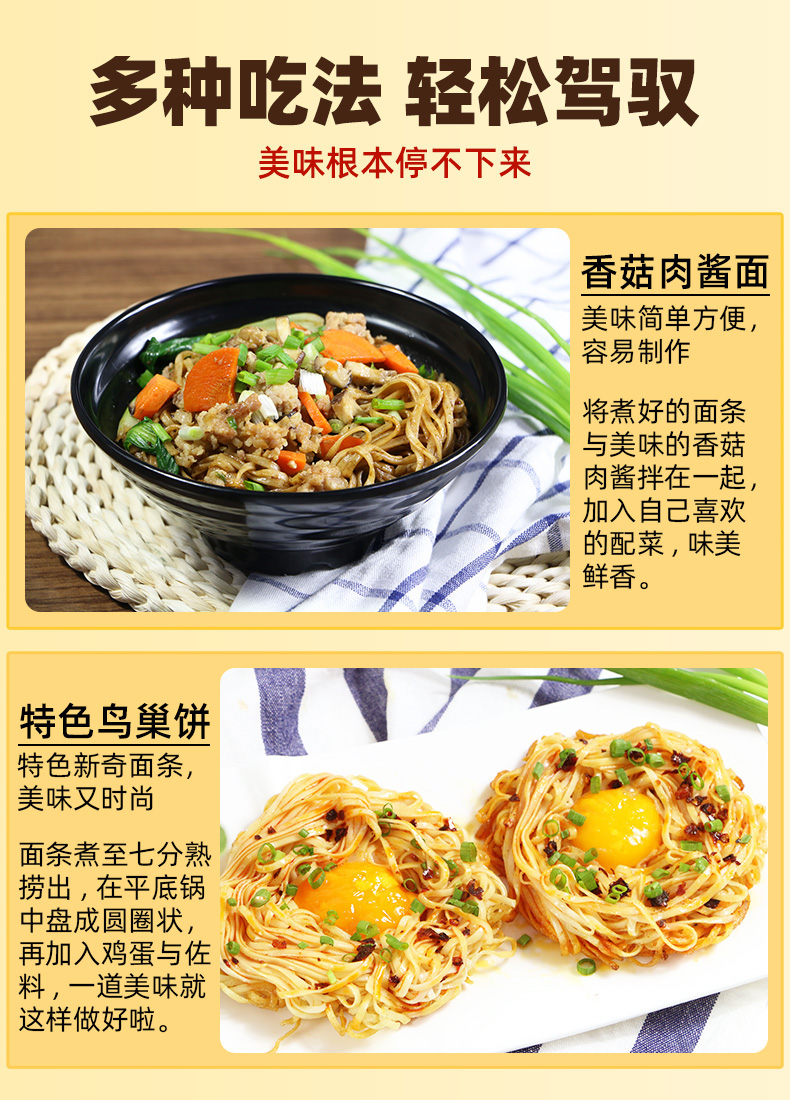 多种吃法 轻松驾驭
美味根本停不下来
香菇肉酱面
美味简单方便，
容易制作
将煮好的面条
与美味的香菇
肉酱拌在一起，
加入自己喜欢
的配菜，味美
鲜香。
特色鸟巢饼
特色新奇面条，
美味又时尚
面条煮至七分熟
捞出，在平底锅
中盘成圆圈状，
再加入鸡蛋与佐
料，一道美味就
这样做好啦。